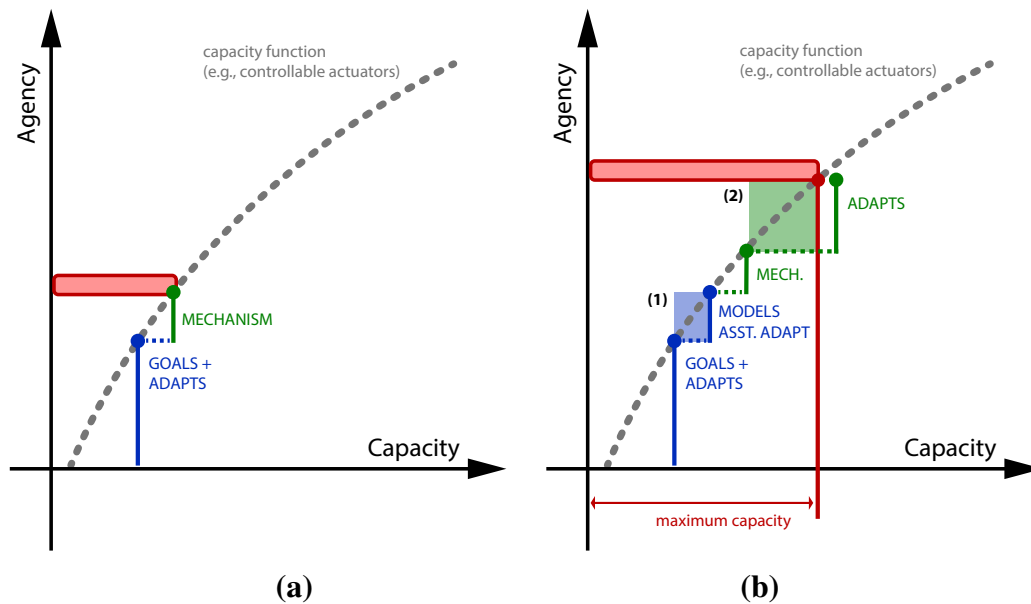 Agency
capacity function
(e.g., controllable actuators)
MECHANISM
GOALS +
ADAPTS
Capacity
(a)
Agency
capacity function
(e.g., controllable actuators)
(2)
ADAPTS
MECH.
(1)
MODELS
ASST. ADAPT
GOALS +
ADAPTS
Capacity
maximum capacity
(b)